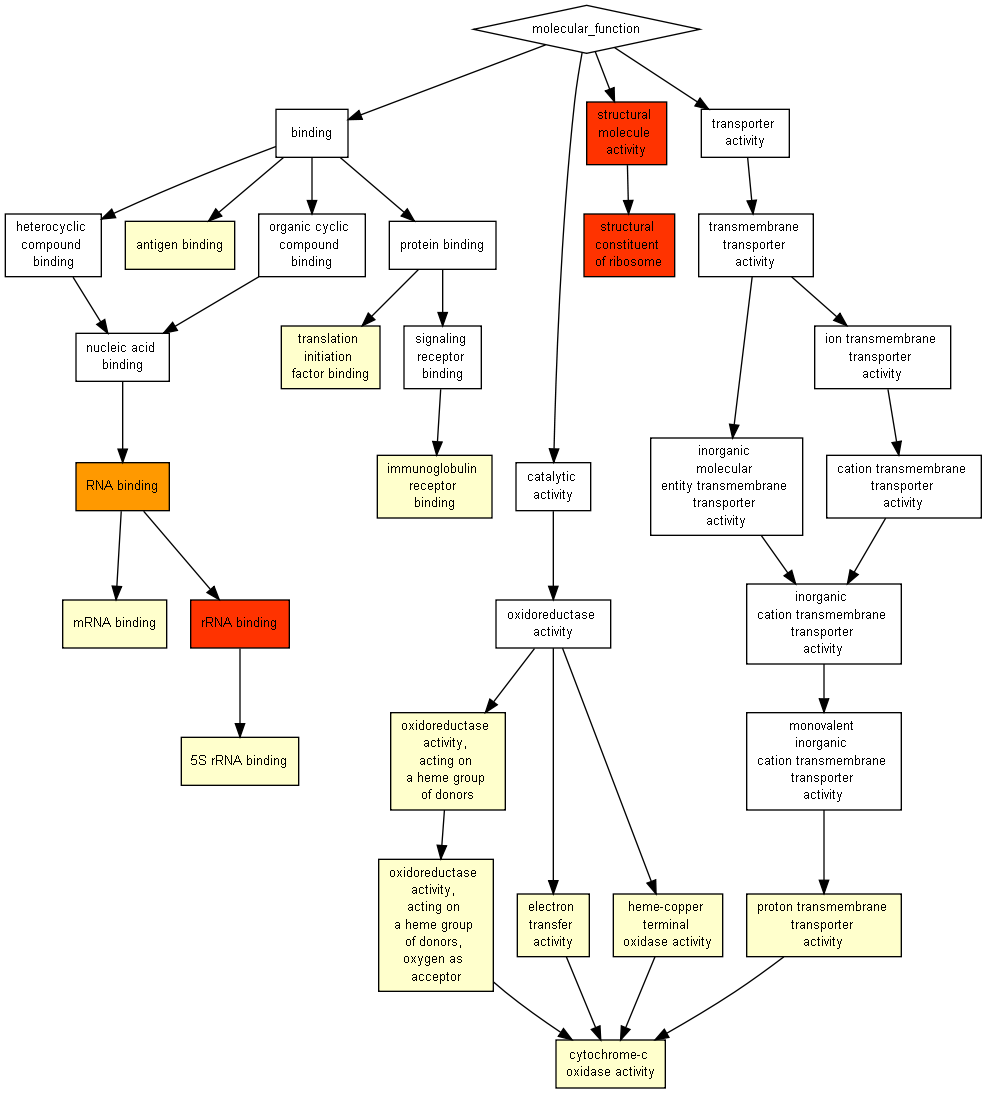 molecular_function
binding
structural
molecule
activity
transporter
activity
heterocyclic
compound
binding
antigen binding
organic cyclic
compound
binding
protein binding
structural
constituent
of ribosome
transmembrane
transporter
activity
nucleic acid
binding
translation
initiation
factor binding
signaling
receptor
binding
ion transmembrane
transporter
activity
RNA binding
immunoglobulin
receptor
binding
catalytic
activity
inorganic
molecular
entity transmembrane
transporter
activity
cation transmembrane
transporter
activity
mRNA binding
rRNA binding
oxidoreductase
activity
inorganic
cation transmembrane
transporter
activity
5S rRNA binding
oxidoreductase
activity,
acting on
a heme group
of donors
monovalent
inorganic
cation transmembrane
transporter
activity
oxidoreductase
activity,
acting on
a heme group
of donors,
oxygen as
acceptor
electron
transfer
activity
heme-copper
terminal
oxidase activity
proton transmembrane
transporter
activity
cytochrome-c
oxidase activity